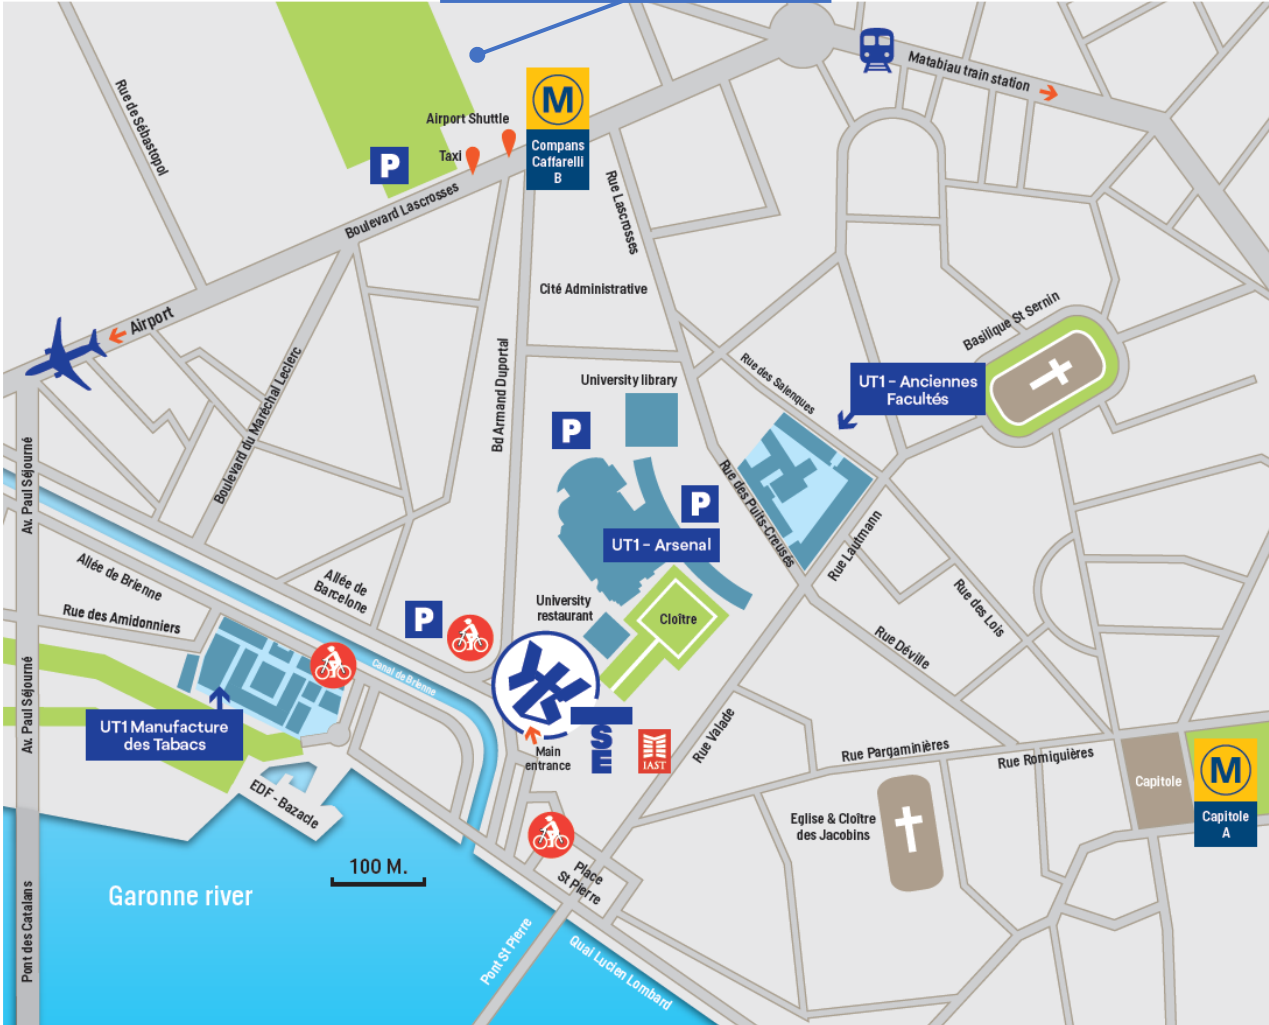 Matabiau train station
Rue de Sébastopol
M
Compans
Caffarelli
B
Airport Shuttle
Taxi
P
Boulevard Lascrosses
Rue Lascrosses
Cité Administrative
Airport
Basilique St Sernin
Rue des Salenques
UT1 - Anciennes
Facultés
University library
Bd Armand Duportal
Boulevard du Maréchal Leclerc
Av. Paul Séjourné
P
P
Rue des Puits-Creusés
UT1 - Arsenal
Rue Lautmann
Allée de Brienne
Allée de
Barcelone
University
restaurant
Cloître
Rue des Lois
Rue des Amidonniers
P
Rue Déville
Canal de Brienne
Av. Paul Séjourné
UT1 Manufacture
des Tabacs
TSE
IAST
Main
entrance
Rue Valade
Rue Pargaminières
Rue Romiguières
Capitole
M
Capitole
A
EDF - Bazacle
Eglise & Cloître
des Jacobins
100 M.
Place
St Pierre
Garonne river
Pont des Catalans
Pont St Pierre
Quai Lucien Lombard